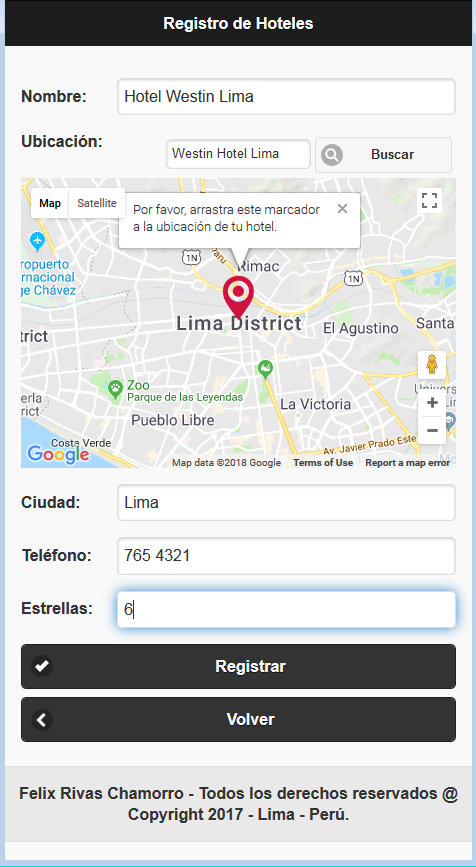 Registro de Hoteles
Nombre: Hotel Westin Lima
Ubicación: Westin Hotel Lima Buscar
Map Satellite
Por favor, arrastra este marcador
a la ubicación de tu hotel.
1N
Rimac
1N
ropuerto
rnacional
ge Chávez
Lima District
El Agustino
Santa
trict
Zoo
Parque de las Leyendas
La Victoria
Pueblo Libre
erla
Costa Verde
Av. Javier Prado Este
Google
Map data ©2018 Google Terms of Use Report a map error
Ciudad: Lima
Teléfono: 765 4321
Estrellas: 6
Registrar
Volver
Felix Rivas Chamorro - Todos los derechos reservados @
Copyright 2017 - Lima - Perú.